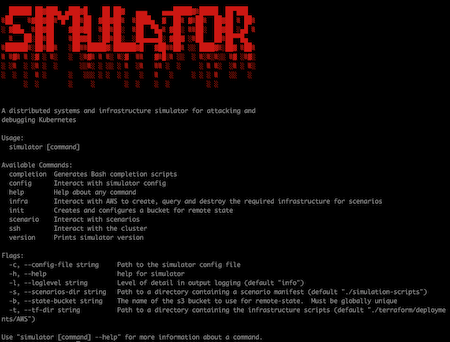 SIMULATOR
A distributed systems and infrastructure simulator for attacking and
debugging Kubernetes
Usage:
simulator [command]
Available Commands:
completion Generates Bash completion scripts
config Interact with simulator config
help Help about any command
infra Interact with AWS to create, query and destroy the required infrastructure for scenarios
init Creates and configures a bucket for remote state
scenario Interact with scenarios
ssh Interact with the cluster
version Prints simulator version
Flags:
-c, --config-file string Path to the simulator config file
-h, --help help for simulator
-l, --loglevel string Level of detail in output logging (default "info")
-s, --scenarios-dir string Path to a directory containing a scenario manifest (default "./simulation-scripts")
-b, --state-bucket string The name of the s3 bucket to use for remote-state. Must be globally unique
-t, --tf-dir string Path to a directory containing the infrastructure scripts (default "./terraform/deployme
nts/AWS")
Use "simulator [command] --help" for more information about a command.